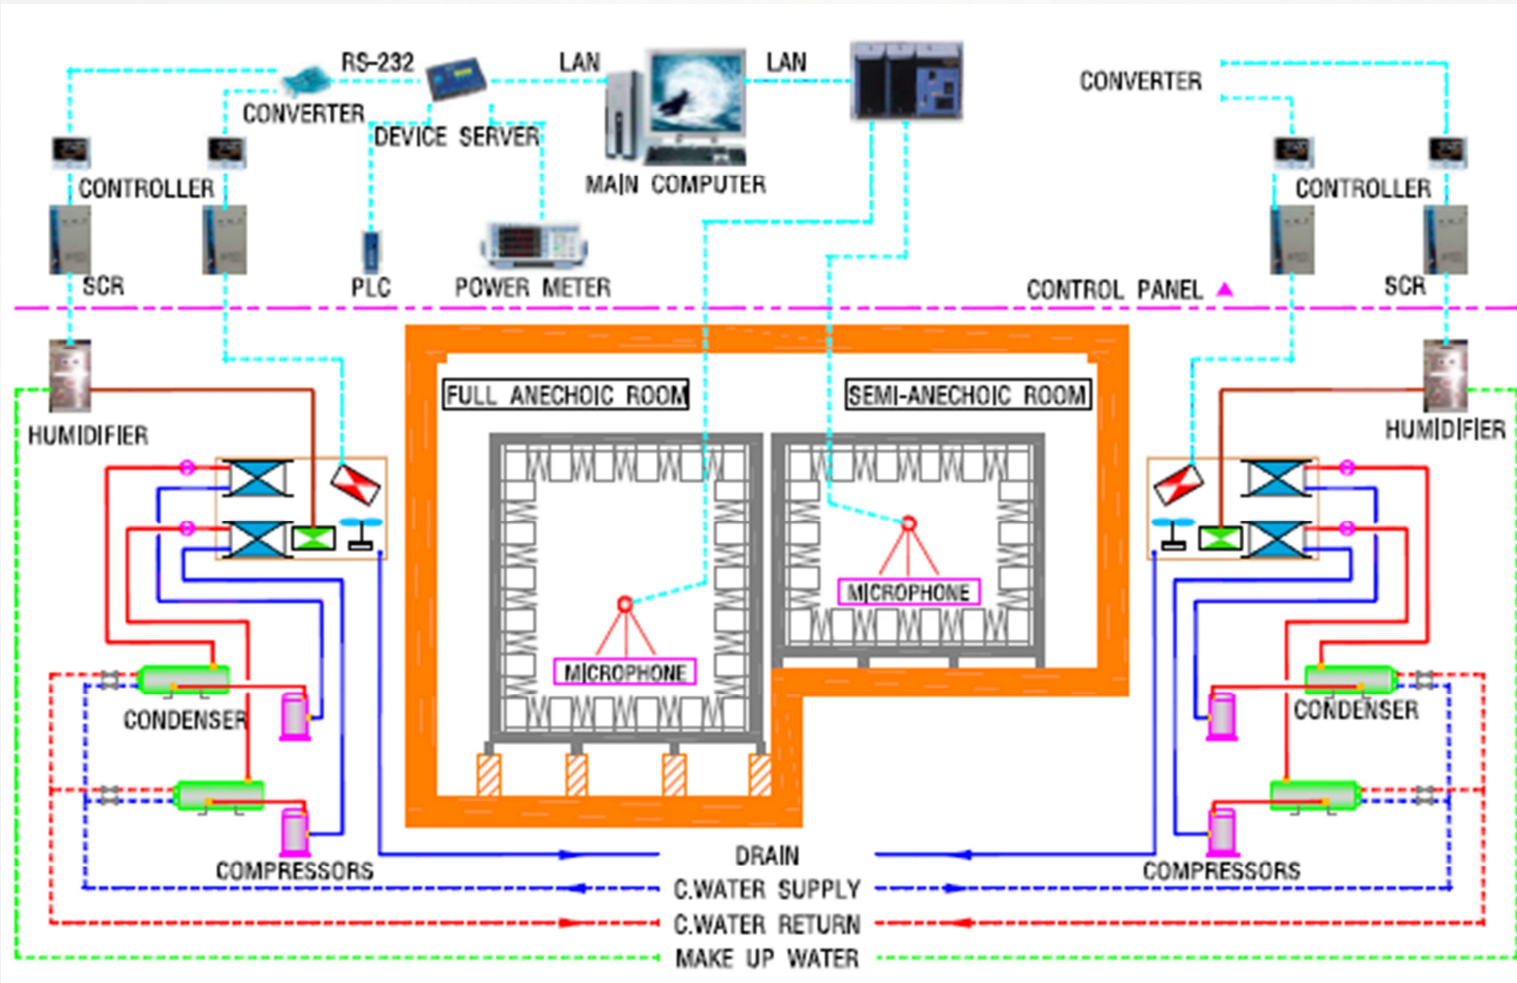 RS-232
LAN
LAN
CONVERTER
CONVERTER
DEVICE SERVER
MAIN COMPUTER
CONTROLLER
CONTROLLER
SCR
PLC
POWER METER
CONTROL PANEL
SCR
FULL ANECHOIC ROOM
SEMI-ANECHOIC ROOM
HUMIDIFIER
HUMIDIFIER
MICROPHONE
MICROPHONE
CONDENSER
CONDENSER
COMPRESSORS
COMPRESSORS
DRAIN
C.WATER SUPPLY
C.WATER RETURN
MAKE UP WATER